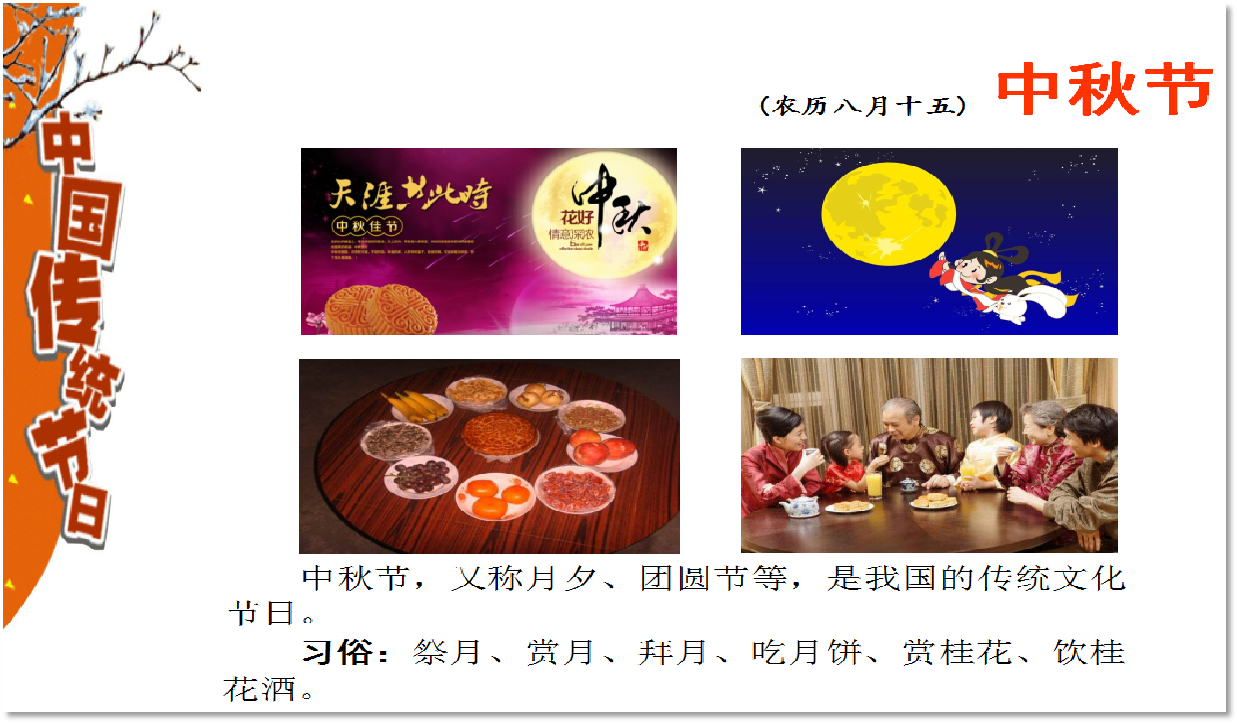 中国传统节日
(农历八月十五)
中秋节
天涯共此時
中秋佳节
中秋
花好
情意深浓
中秋节，又称月夕、团圆节等，是我国的传统文化
节日。
习俗：祭月、赏月、拜月、吃月饼、赏桂花、饮桂
花酒。